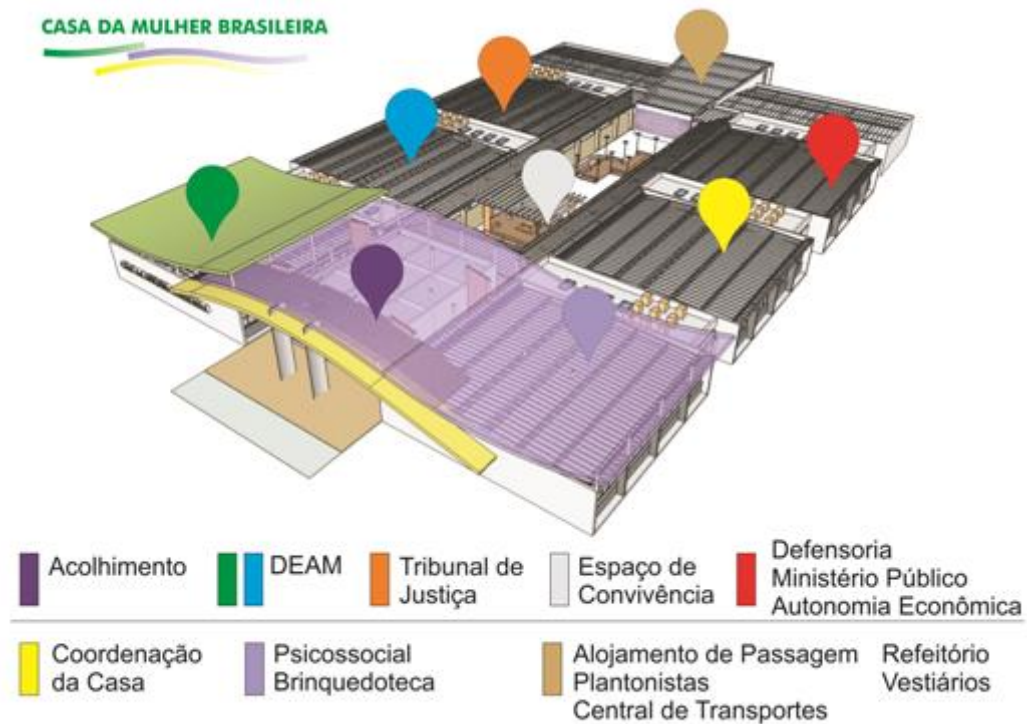 CASA DA MULHER BRASILEIRA
Acolhimento
DEAM
Tribunal de
Justiça
Espaço de
Convivência
Defensoria
Ministério Público
Autonomia Econômica
Coordenação
da Casa
Psicossocial
Brinquedoteca
Alojamento de Passagem
Plantonistas
Central de Transportes
Refeitório
Vestiários